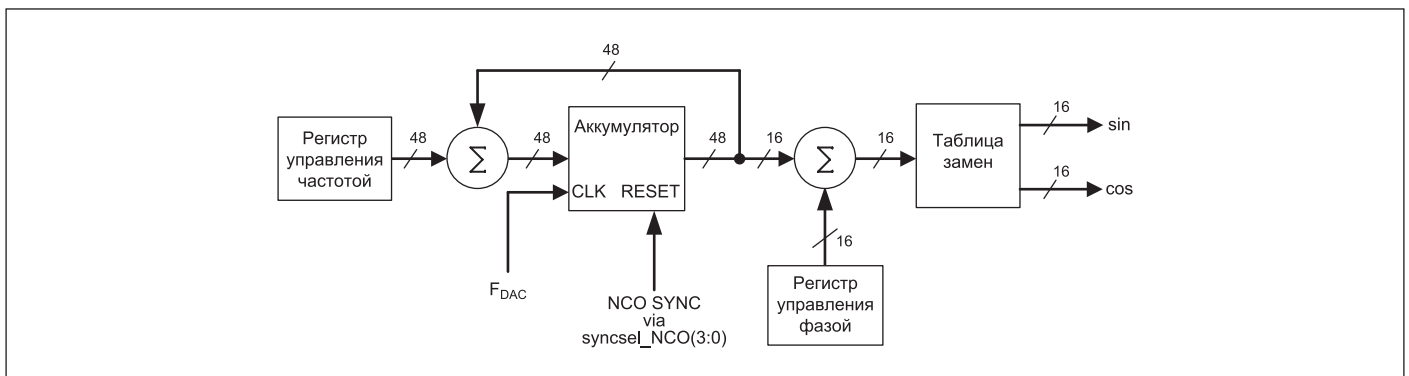 48
Регистр
управления
частотой
48
Σ
48
Аккумулятор
CLK RESET
48
16
Σ
16
Таблица
замен
16
sin
16
cos
16
F_DAC
NCO SYNC
via
syncsel_NCO(3:0)
Регистр
управления
фазой